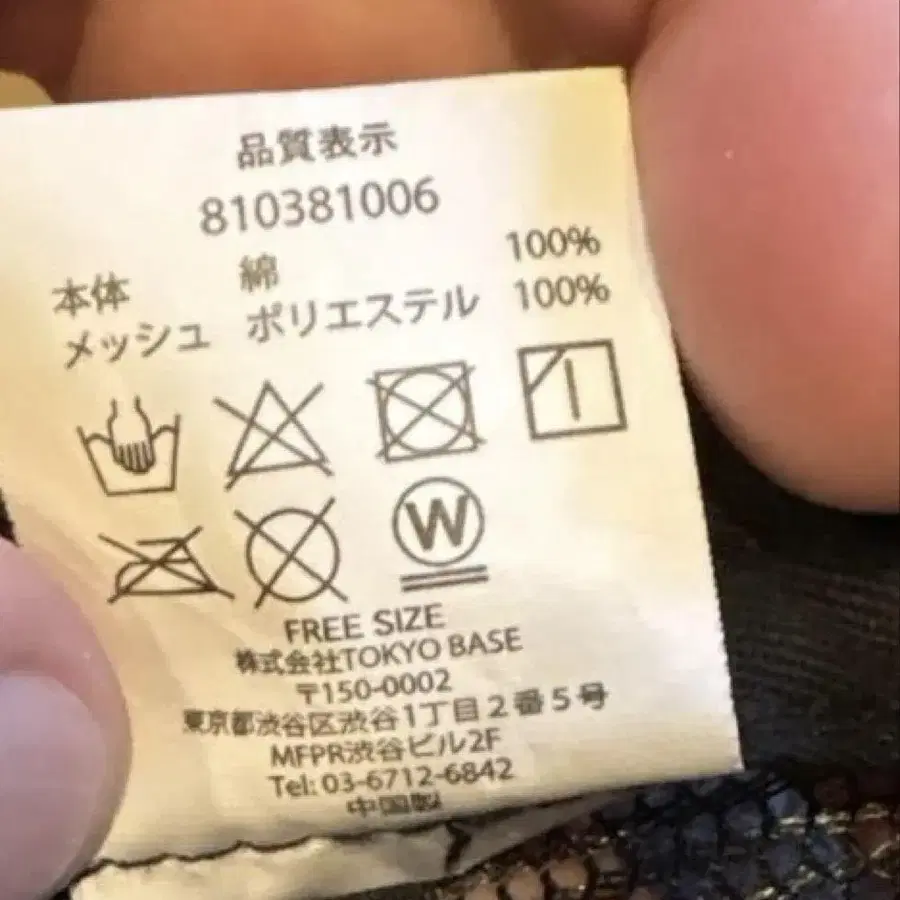 品質表示
810381006
本体 綿 100%
メッシュ ポリエステル 100%
W
FREE SIZE
株式会社TOKYO BASE
〒150-0002
東京都渋谷区渋谷1丁目2番5号
MFPR渋谷ビル2F
Tel: 03-6712-6842
中国製